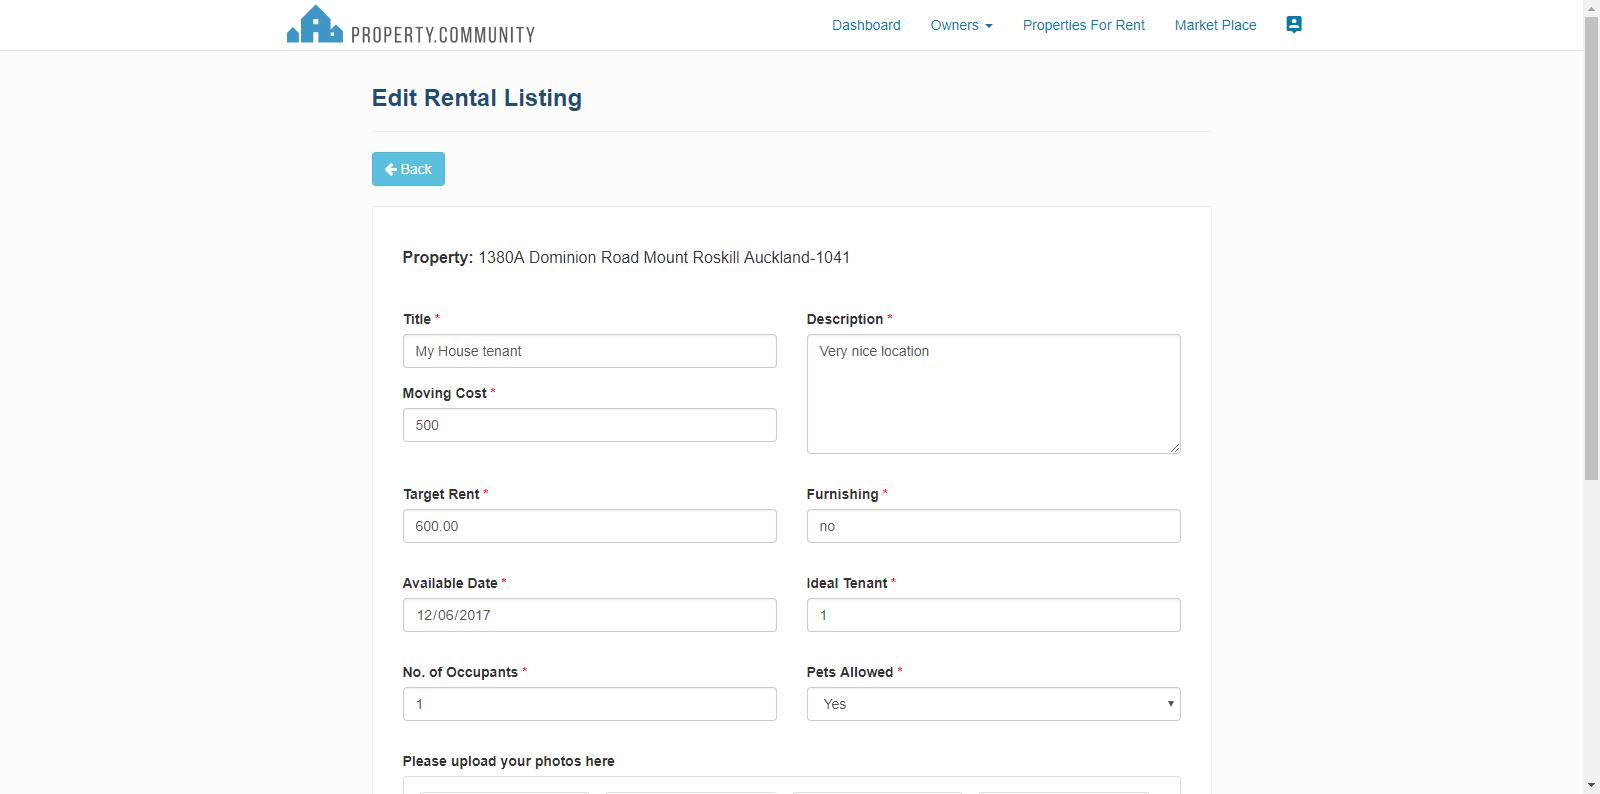 PROPERTY.COMMUNITY
Dashboard
Owners
Properties For Rent
Market Place
Edit Rental Listing
Back
Property: 1380A Dominion Road Mount Roskill Auckland-1041
Title *
My House tenant
Description *
Very nice location
Moving Cost *
500
Target Rent *
600.00
Furnishing *
no
Available Date *
12/06/2017
Ideal Tenant *
1
No. of Occupants *
1
Pets Allowed *
Yes
Please upload your photos here